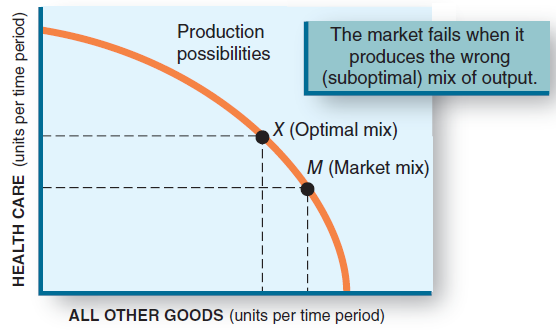 Production
possibilities
The market fails when it
produces the wrong
(suboptimal) mix of output.
X (Optimal mix)
M (Market mix)
HEALTH CARE (units per time period)
ALL OTHER GOODS (units per time period)